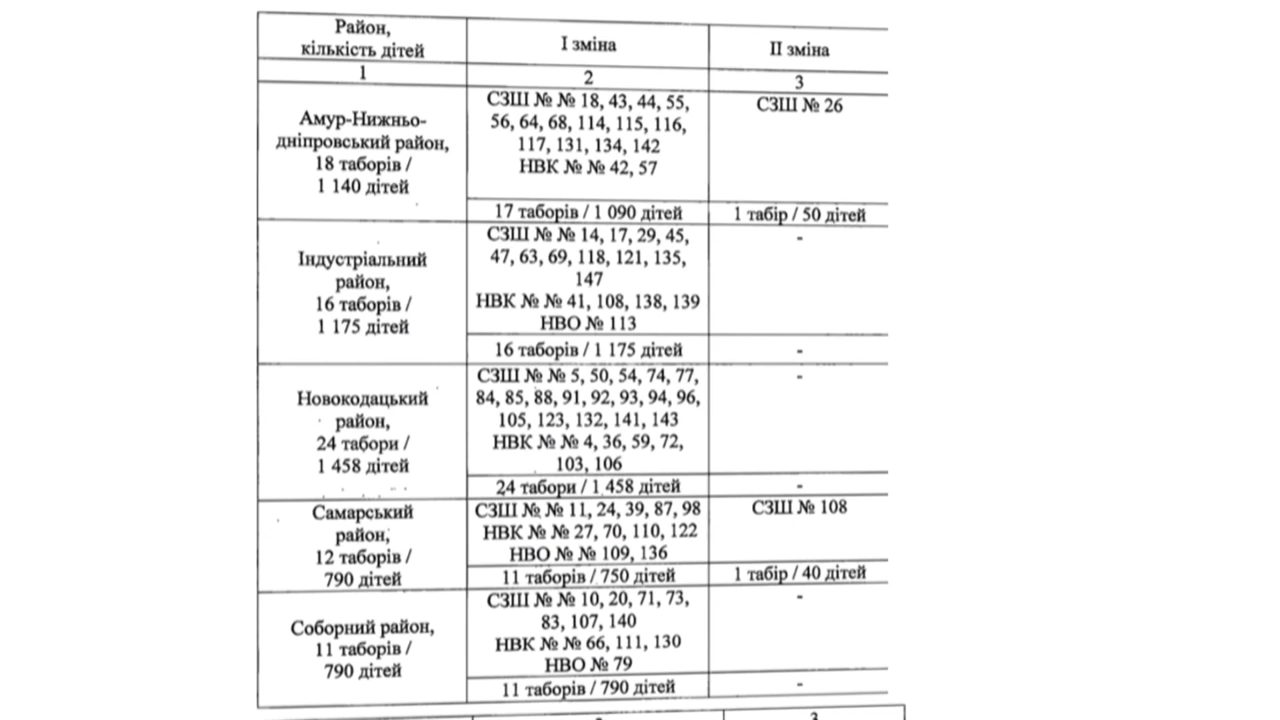 Район,
кількість дітей
І зміна
ІІ зміна
1
2
3
Амур-Нижньо-
дніпровський район,
18 таборів /
1 140 дітей
СЗШ № № 18, 43, 44, 55,
56, 64, 68, 114, 115, 116,
117, 131, 134, 142
НВК № № 42, 57
СЗШ № 26
17 таборів / 1 090 дітей
1 табір / 50 дітей
Індустріальний
район,
16 таборів /
1 175 дітей
СЗШ № № 14, 17, 29, 45,
47, 63, 69, 118, 121, 135,
147
НВК № № 41, 108, 138, 139
НВО № 113
-
16 таборів / 1 175 дітей
-
Новокодацький
район,
24 табори /
1 458 дітей
СЗШ № № 5, 50, 54, 74, 77,
84, 85, 88, 91, 92, 93, 94, 96,
105, 123, 132, 141, 143
НВК № № 4, 36, 59, 72,
103, 106
-
24 табори / 1 458 дітей
-
Самарський
район,
12 таборів /
790 дітей
СЗШ № № 11, 24, 39, 87, 98
НВК № № 27, 70, 110, 122
НВО № № 109, 136
СЗШ № 108
11 таборів / 750 дітей
1 табір / 40 дітей
Соборний район,
11 таборів /
790 дітей
СЗШ № № 10, 20, 71, 73,
83, 107, 140
НВК № № 66, 111, 130
НВО № 79
-
11 таборів / 790 дітей
-
3